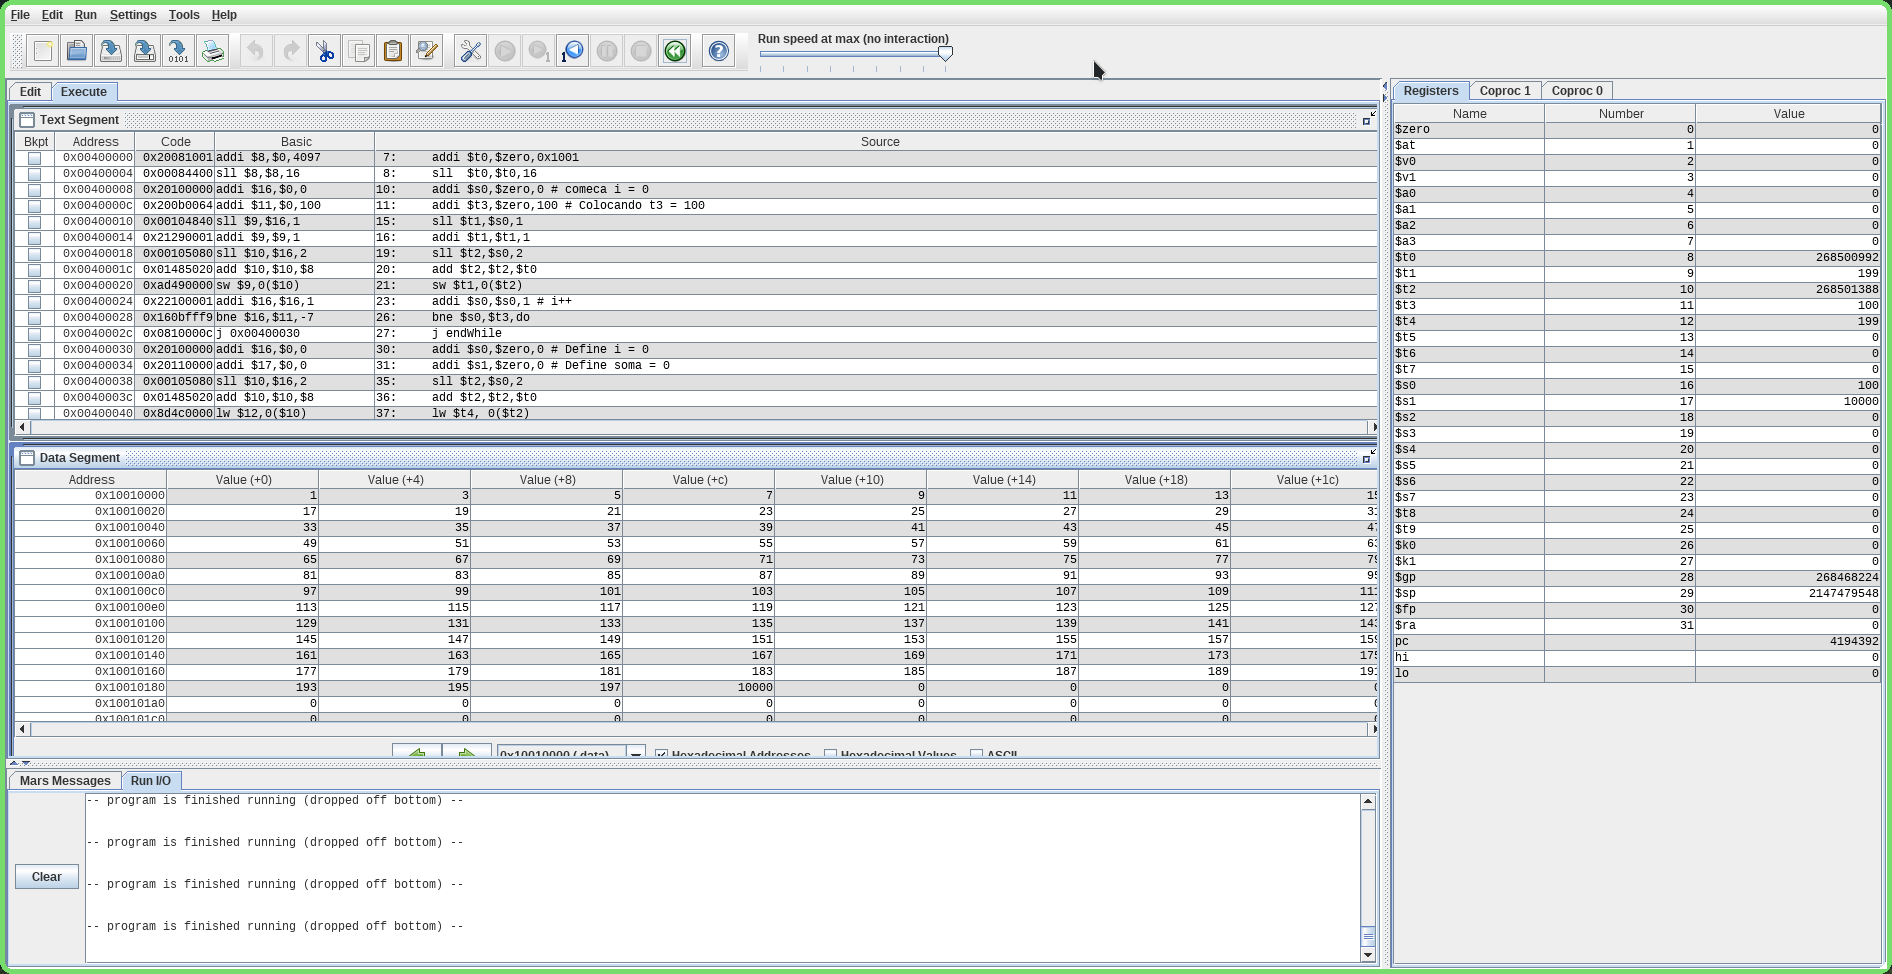 File Edit Run Settings Tools Help
Run speed at max (no interaction)
Edit Execute
Text Segment
Bkpt Address Code Basic Source
0x00400000 0x20081001 addi $8,$0,4097 7: addi $t0,$zero,0x1001
0x00400004 0x00084400 sll $8,$8,16 8: sll $t0,$t0,16
0x00400008 0x20100000 addi $16,$0,0 10: addi $s0,$zero,0 # comeca i = 0
0x0040000c 0x200b0064 addi $11,$0,100 11: addi $t3,$zero,100 # Colocando t3 = 100
0x00400010 0x00104840 sll $9,$16,1 15: sll $t1,$s0,1
0x00400014 0x21290001 addi $9,$9,1 16: addi $t1,$t1,1
0x00400018 0x00105080 sll $10,$16,2 19: sll $t2,$s0,2
0x0040001c 0x01485020 add $10,$10,$8 20: add $t2,$t2,$t0
0x00400020 0xad490000 sw $9,0($10) 21: sw $t1,0($t2)
0x00400024 0x22100001 addi $16,$16,1 23: addi $s0,$s0,1 # i++
0x00400028 0x160bfff9 bne $16,$11,-7 26: bne $s0,$t3,do
0x0040002c 0x0810000c j 0x00400030 27: j endWhile
0x00400030 0x20100000 addi $16,$0,0 30: addi $s0,$zero,0 # Define i = 0
0x00400034 0x20110000 addi $17,$0,0 31: addi $s1,$zero,0 # Define soma = 0
0x00400038 0x00105080 sll $10,$16,2 35: sll $t2,$s0,2
0x0040003c 0x01485020 add $10,$10,$8 36: add $t2,$t2,$t0
0x00400040 0x8d4c0000 lw $12,0($10) 37: lw $t4, 0($t2)
Data Segment
Address Value (+0) Value (+4) Value (+8) Value (+c) Value (+10) Value (+14) Value (+18) Value (+1c)
0x10010000 1 3 5 7 9 11 13 15
0x10010020 17 19 21 23 25 27 29 31
0x10010040 33 35 37 39 41 43 45 47
0x10010060 49 51 53 55 57 59 61 63
0x10010080 65 67 69 71 73 75 77 79
0x100100a0 81 83 85 87 89 91 93 95
0x100100c0 97 99 101 103 105 107 109 111
0x100100e0 113 115 117 119 121 123 125 127
0x10010100 129 131 133 135 137 139 141 143
0x10010120 145 147 149 151 153 155 157 159
0x10010140 161 163 165 167 169 171 173 175
0x10010160 177 179 181 183 185 187 189 191
0x10010180 193 195 197 10000 0 0 0 0
0x100101a0 0 0 0 0 0 0 0 0
0x100101c0 0 0 0 0 0 0 0 0
0x10010000 (.data) Hexadecimal Addresses Hexadecimal Values ASCII
Mars Messages Run I/O
-- program is finished running (dropped off bottom) --
-- program is finished running (dropped off bottom) --
-- program is finished running (dropped off bottom) --
-- program is finished running (dropped off bottom) --
Clear
Registers Coproc 1 Coproc 0
Name Number Value
$zero 0 0
$at 1 0
$v0 2 0
$v1 3 0
$a0 4 0
$a1 5 0
$a2 6 0
$a3 7 0
$t0 8 268500992
$t1 9 199
$t2 10 268501388
$t3 11 100
$t4 12 199
$t5 13 0
$t6 14 0
$t7 15 0
$s0 16 100
$s1 17 10000
$s2 18 0
$s3 19 0
$s4 20 0
$s5 21 0
$s6 22 0
$s7 23 0
$t8 24 0
$t9 25 0
$k0 26 0
$k1 27 0
$gp 28 268468224
$sp 29 2147479548
$fp 30 0
$ra 31 0
pc 4194392
hi 0
lo 0